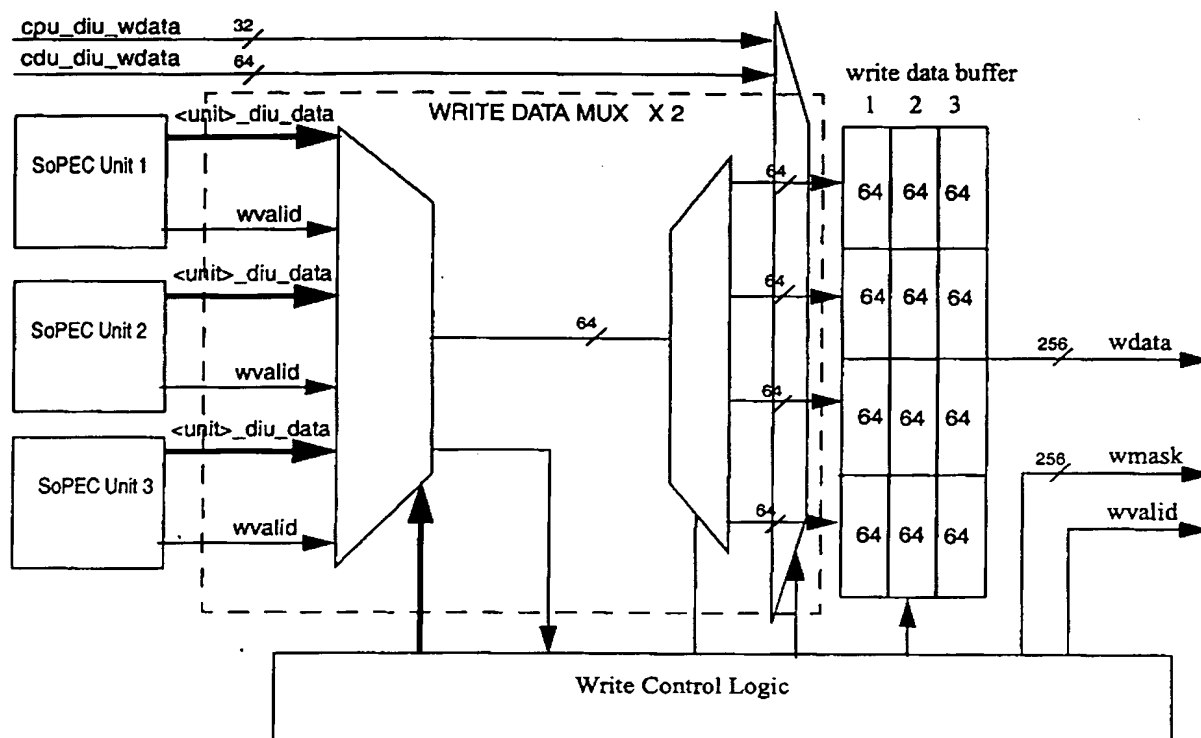 cpu_diu_wdata 32
cdu_diu_wdata 64
write data buffer
1 2 3
WRITE DATA MUX X 2
<unit>_diu_data
SoPEC Unit 1
wvalid
64
64 64 64
<unit>_diu_data
SoPEC Unit 2
wvalid
64
64
64 64 64
256 wdata
<unit>_diu_data
SoPEC Unit 3
wvalid
64
64 64 64
256 wmask
64
64 64 64
wvalid
Write Control Logic